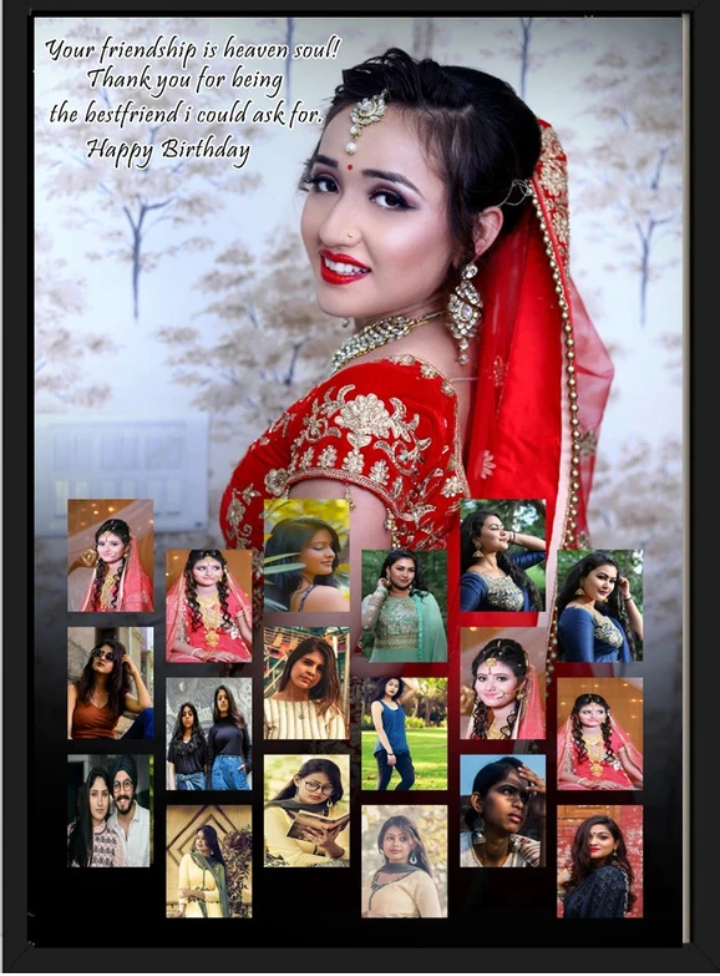 Your friendship is heaven soul!
Thank you for being
the bestfriend i could ask for.
Happy Birthday